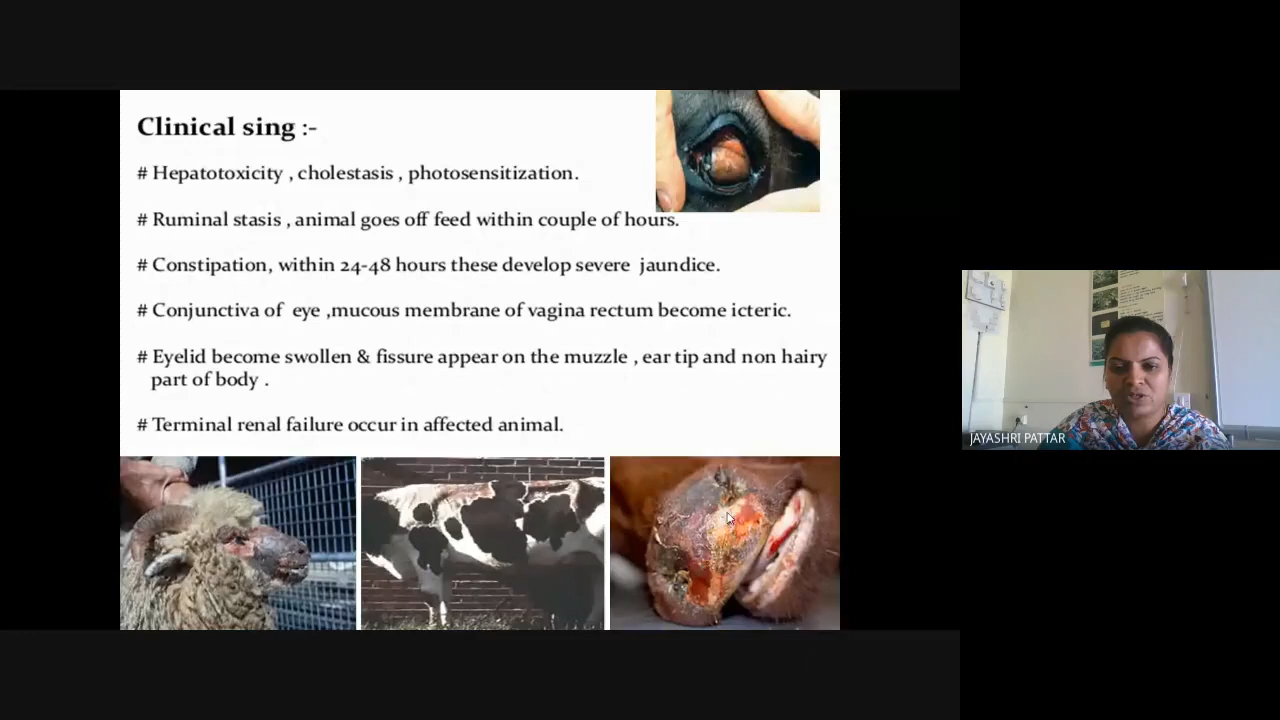 Clinical sing :-
# Hepatotoxicity , cholestasis , photosensitization.
# Ruminal stasis , animal goes off feed within couple of hours.
# Constipation, within 24-48 hours these develop severe jaundice.
# Conjunctiva of eye ,mucous membrane of vagina rectum become icteric.
# Eyelid become swollen & fissure appear on the muzzle , ear tip and non hairy
part of body .
# Terminal renal failure occur in affected animal.
JAYASHRI PATTAR